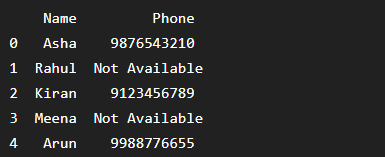 Name Phone
0 Asha 9876543210
1 Rahul Not Available
2 Kiran 9123456789
3 Meena Not Available
4 Arun 9988776655